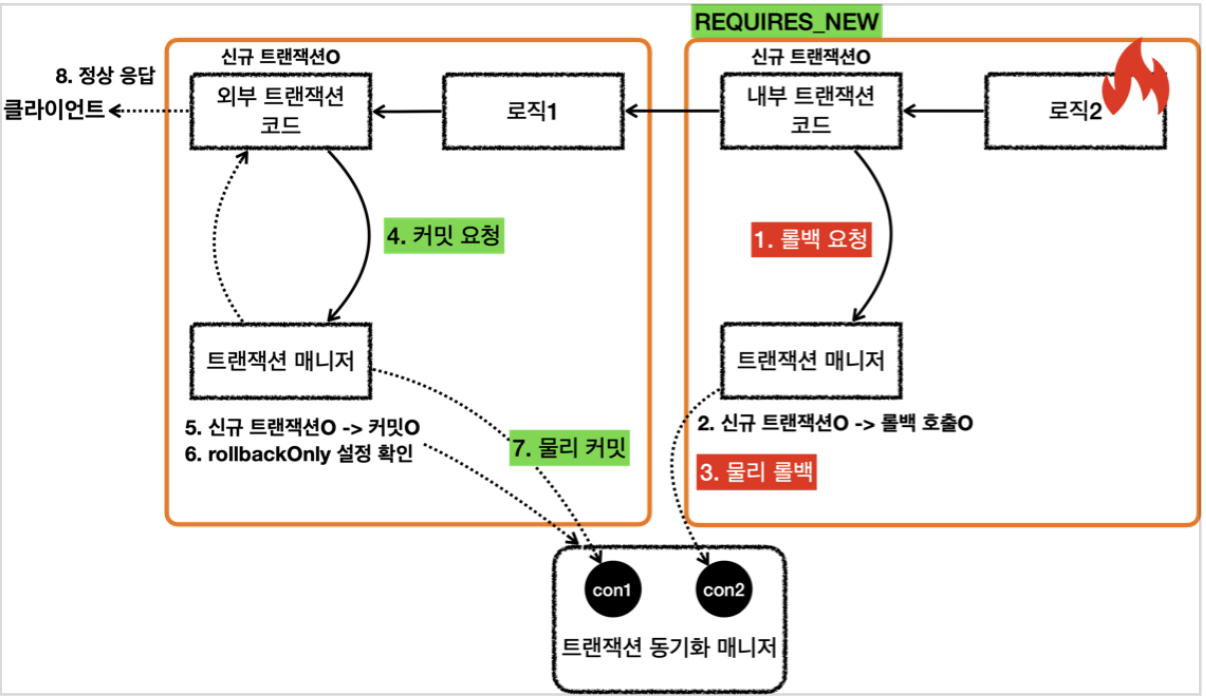 REQUIRES_NEW
신규 트랜잭션O
신규 트랜잭션O
8. 정상 응답
클라이언트
외부 트랜잭션
코드
로직1
내부 트랜잭션
코드
로직2
4. 커밋 요청
1. 롤백 요청
트랜잭션 매니저
트랜잭션 매니저
5. 신규 트랜잭션O -> 커밋O
6. rollbackOnly 설정 확인
7. 물리 커밋
2. 신규 트랜잭션O -> 롤백 호출O
3. 물리 롤백
con1
con2
트랜잭션 동기화 매니저